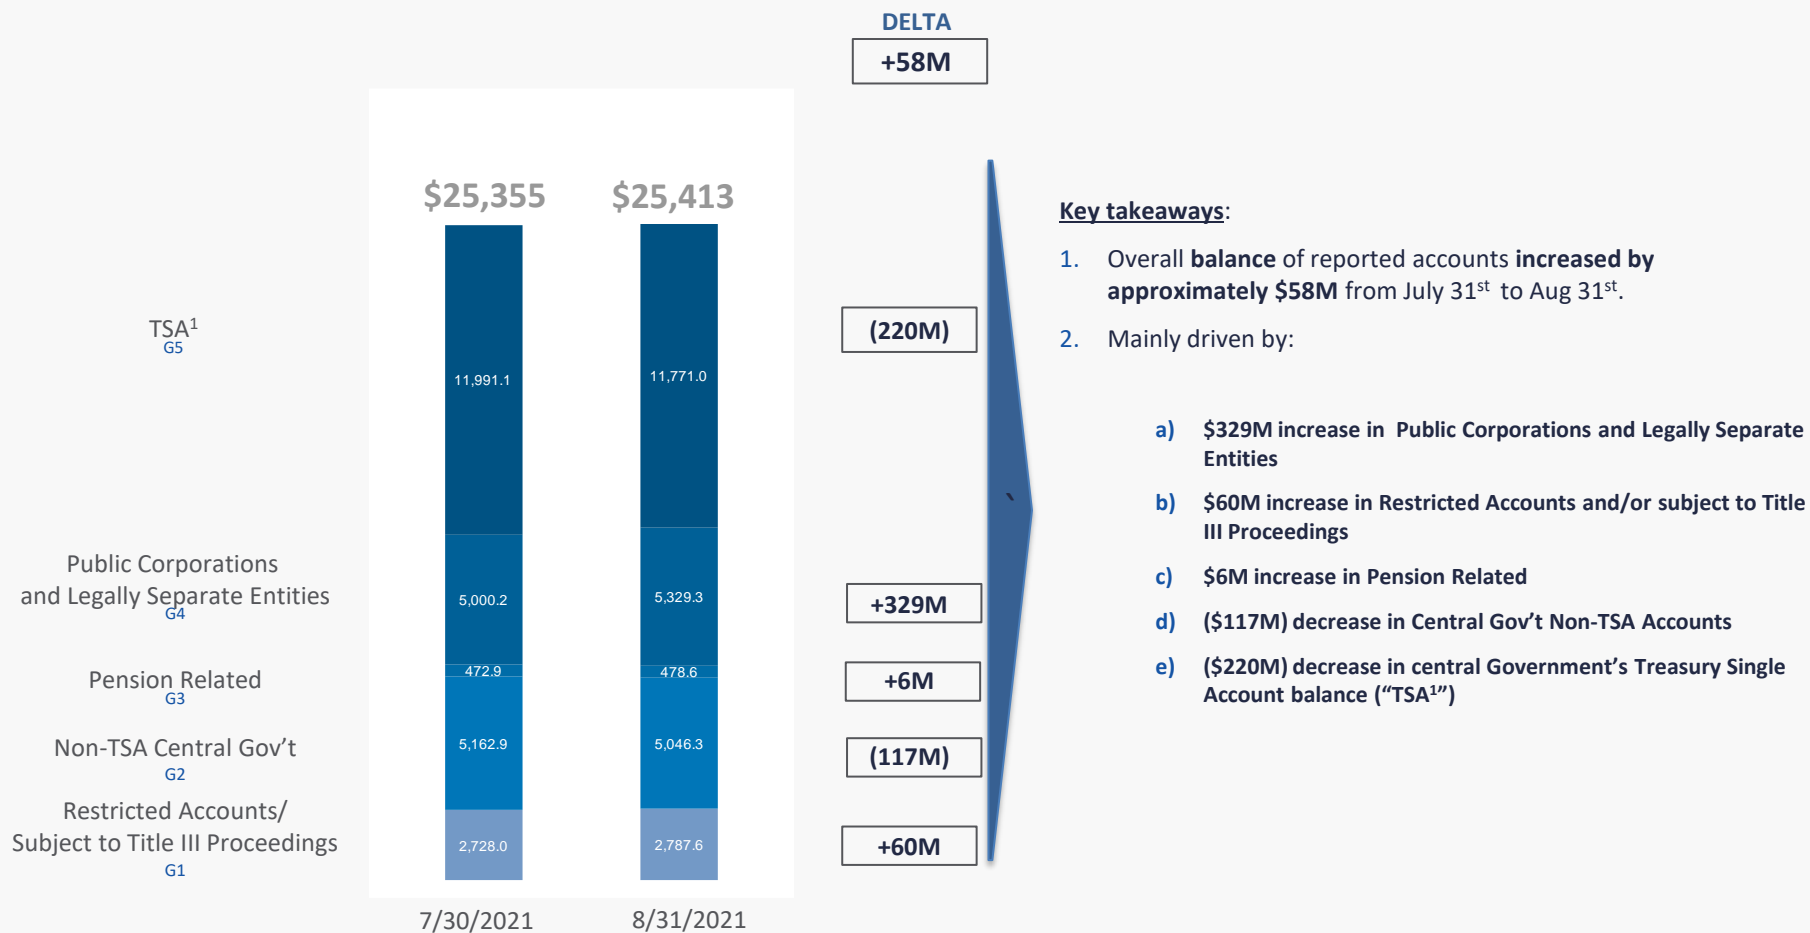 DELTA
+58M
$25,355
$25,413
TSA¹
G5
11,991.1
11,771.0
(220M)
Public Corporations
and Legally Separate Entities
G4
5,000.2
5,329.3
+329M
Pension Related
G3
472.9
478.6
+6M
Non-TSA Central Gov’t
G2
5,162.9
5,046.3
(117M)
Restricted Accounts/
Subject to Title III Proceedings
G1
2,728.0
2,787.6
+60M
7/30/2021
8/31/2021
`
Key takeaways:
1. Overall balance of reported accounts increased by
approximately $58M from July 31st to Aug 31st.
2. Mainly driven by:
a) $329M increase in Public Corporations and Legally Separate
Entities
b) $60M increase in Restricted Accounts and/or subject to Title
III Proceedings
c) $6M increase in Pension Related
d) ($117M) decrease in Central Gov’t Non-TSA Accounts
e) ($220M) decrease in central Government’s Treasury Single
Account balance (“TSA¹”)